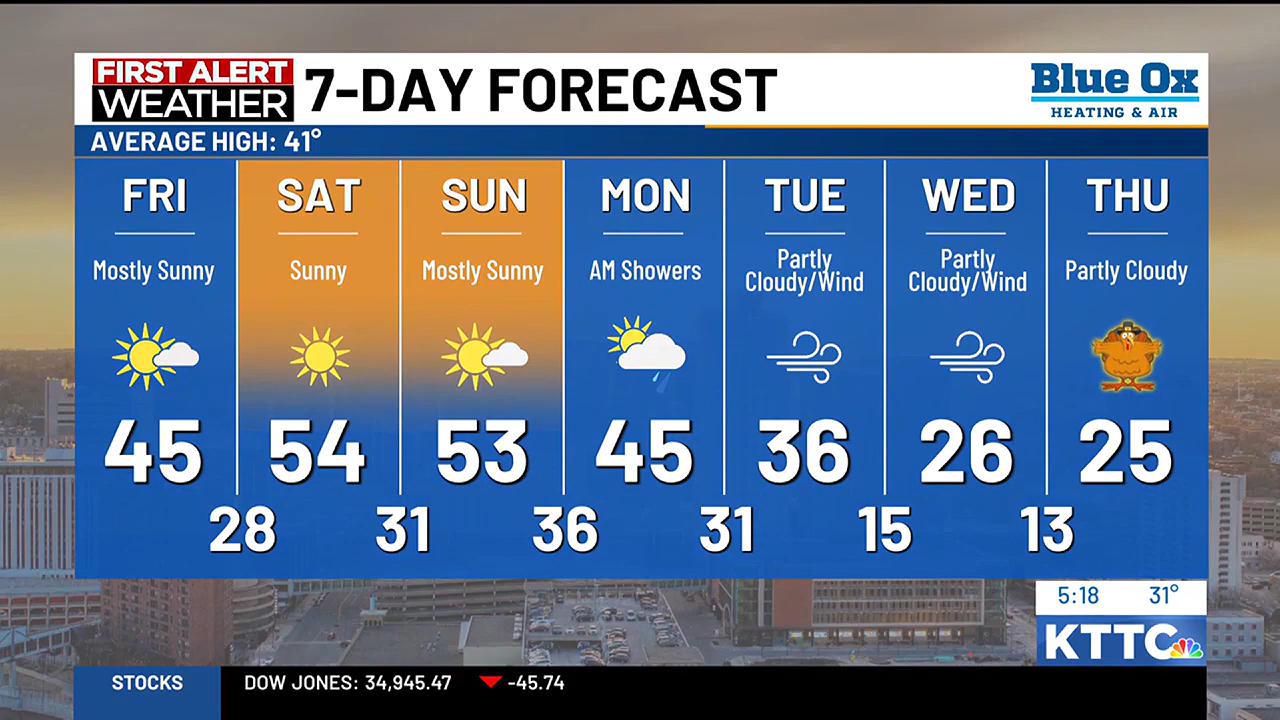 FIRST ALERT
WEATHER
7-DAY FORECAST
Blue Ox
HEATING & AIR
AVERAGE HIGH: 41°
FRI
SAT
SUN
MON
TUE
WED
THU
Mostly Sunny
Sunny
Mostly Sunny
AM Showers
Partly
Cloudy/Wind
Partly
Cloudy/Wind
Partly Cloudy
45
54
53
45
36
26
25
28
31
36
31
15
13
5:18 31°
KTTC
STOCKS
DOW JONES: 34,945.47 -45.74